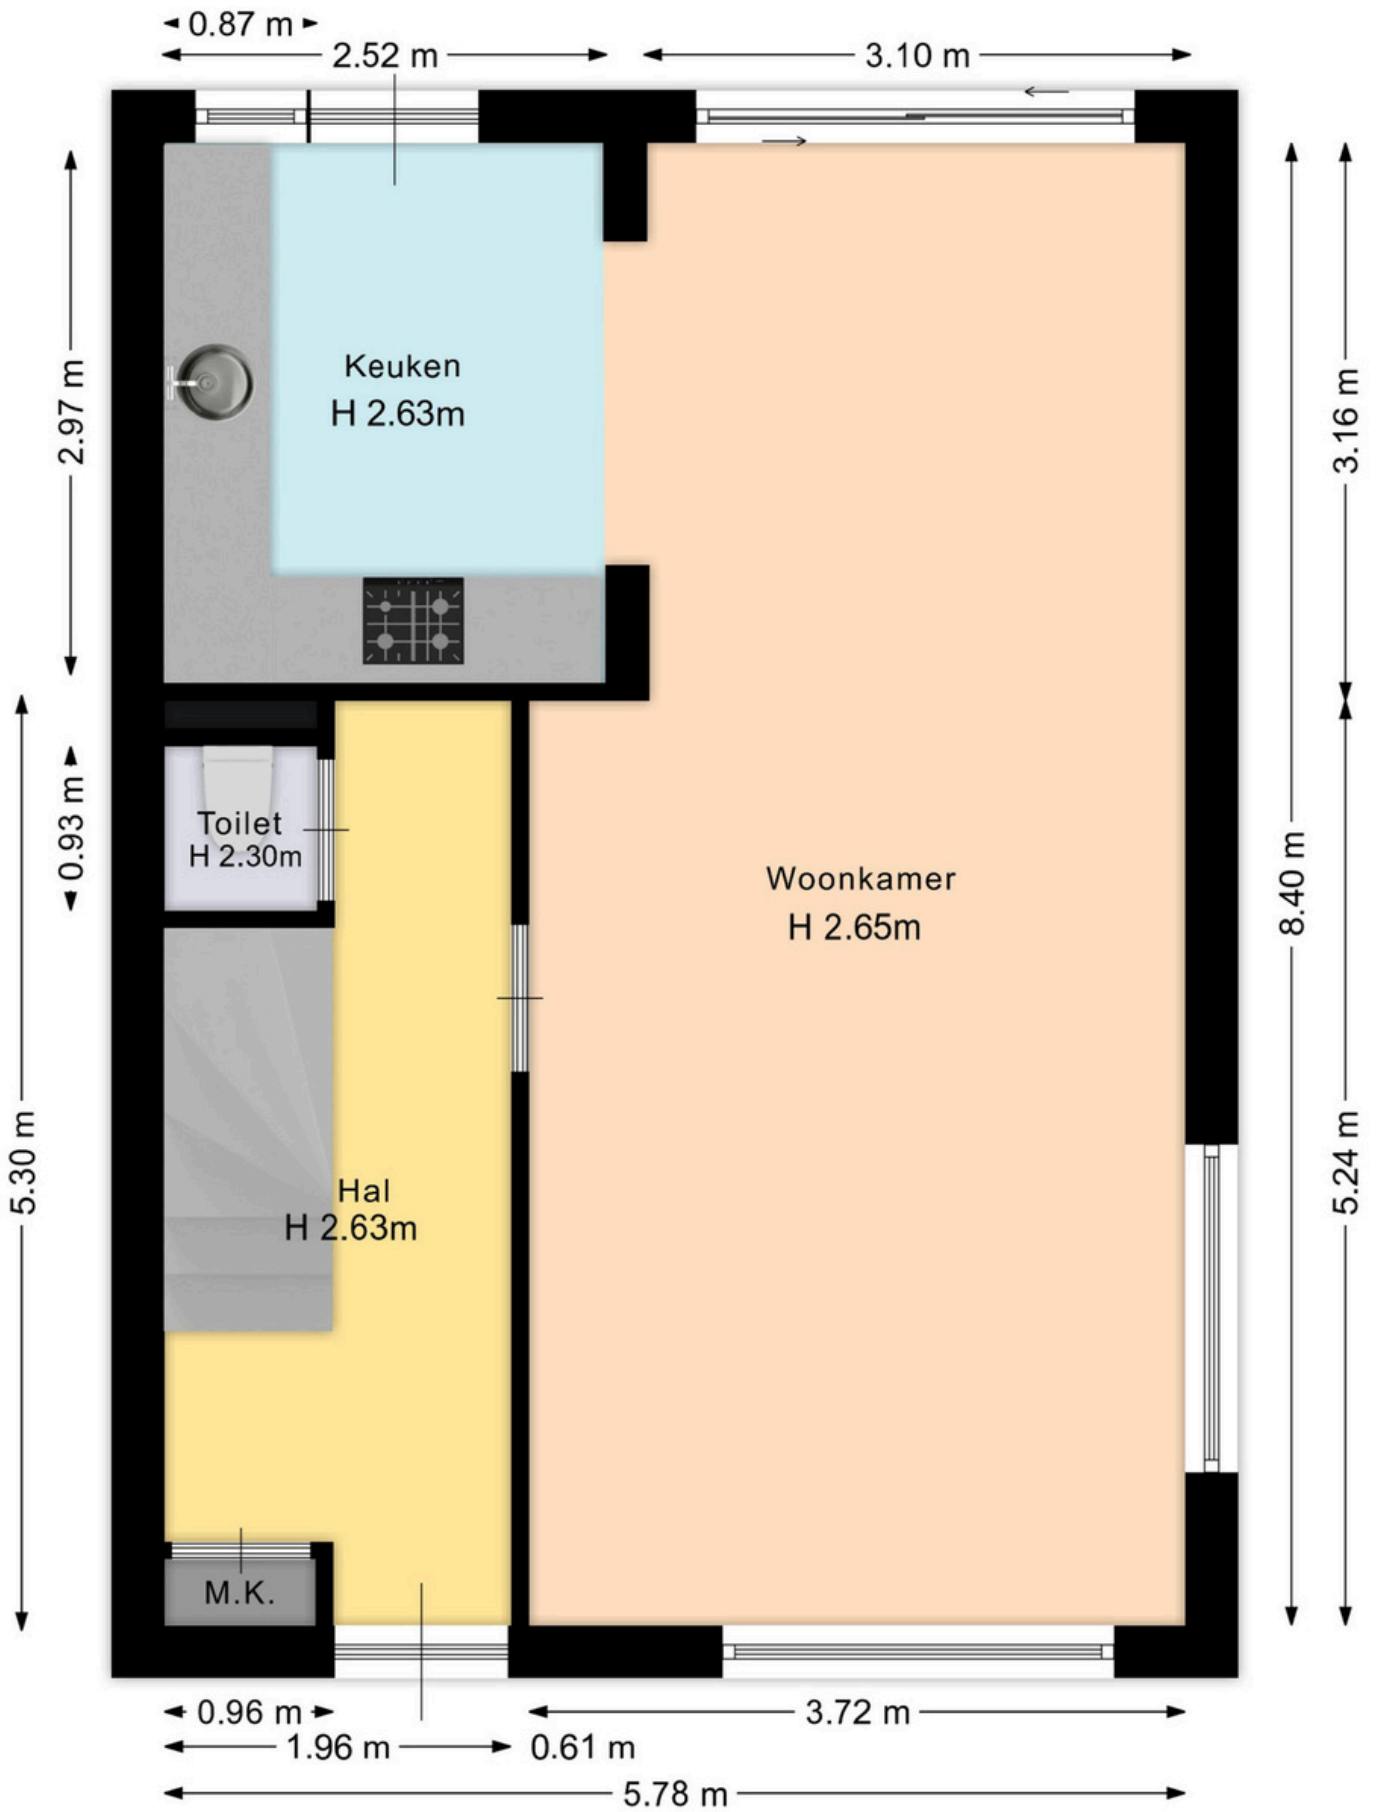 0.87 m
2.52 m
3.10 m
Keuken
H 2.63m
2.97 m
3.16 m
Toilet
H 2.30m
0.93 m
Woonkamer
H 2.65m
8.40 m
Hal
H 2.63m
5.30 m
5.24 m
M.K.
0.96 m
3.72 m
1.96 m
0.61 m
5.78 m